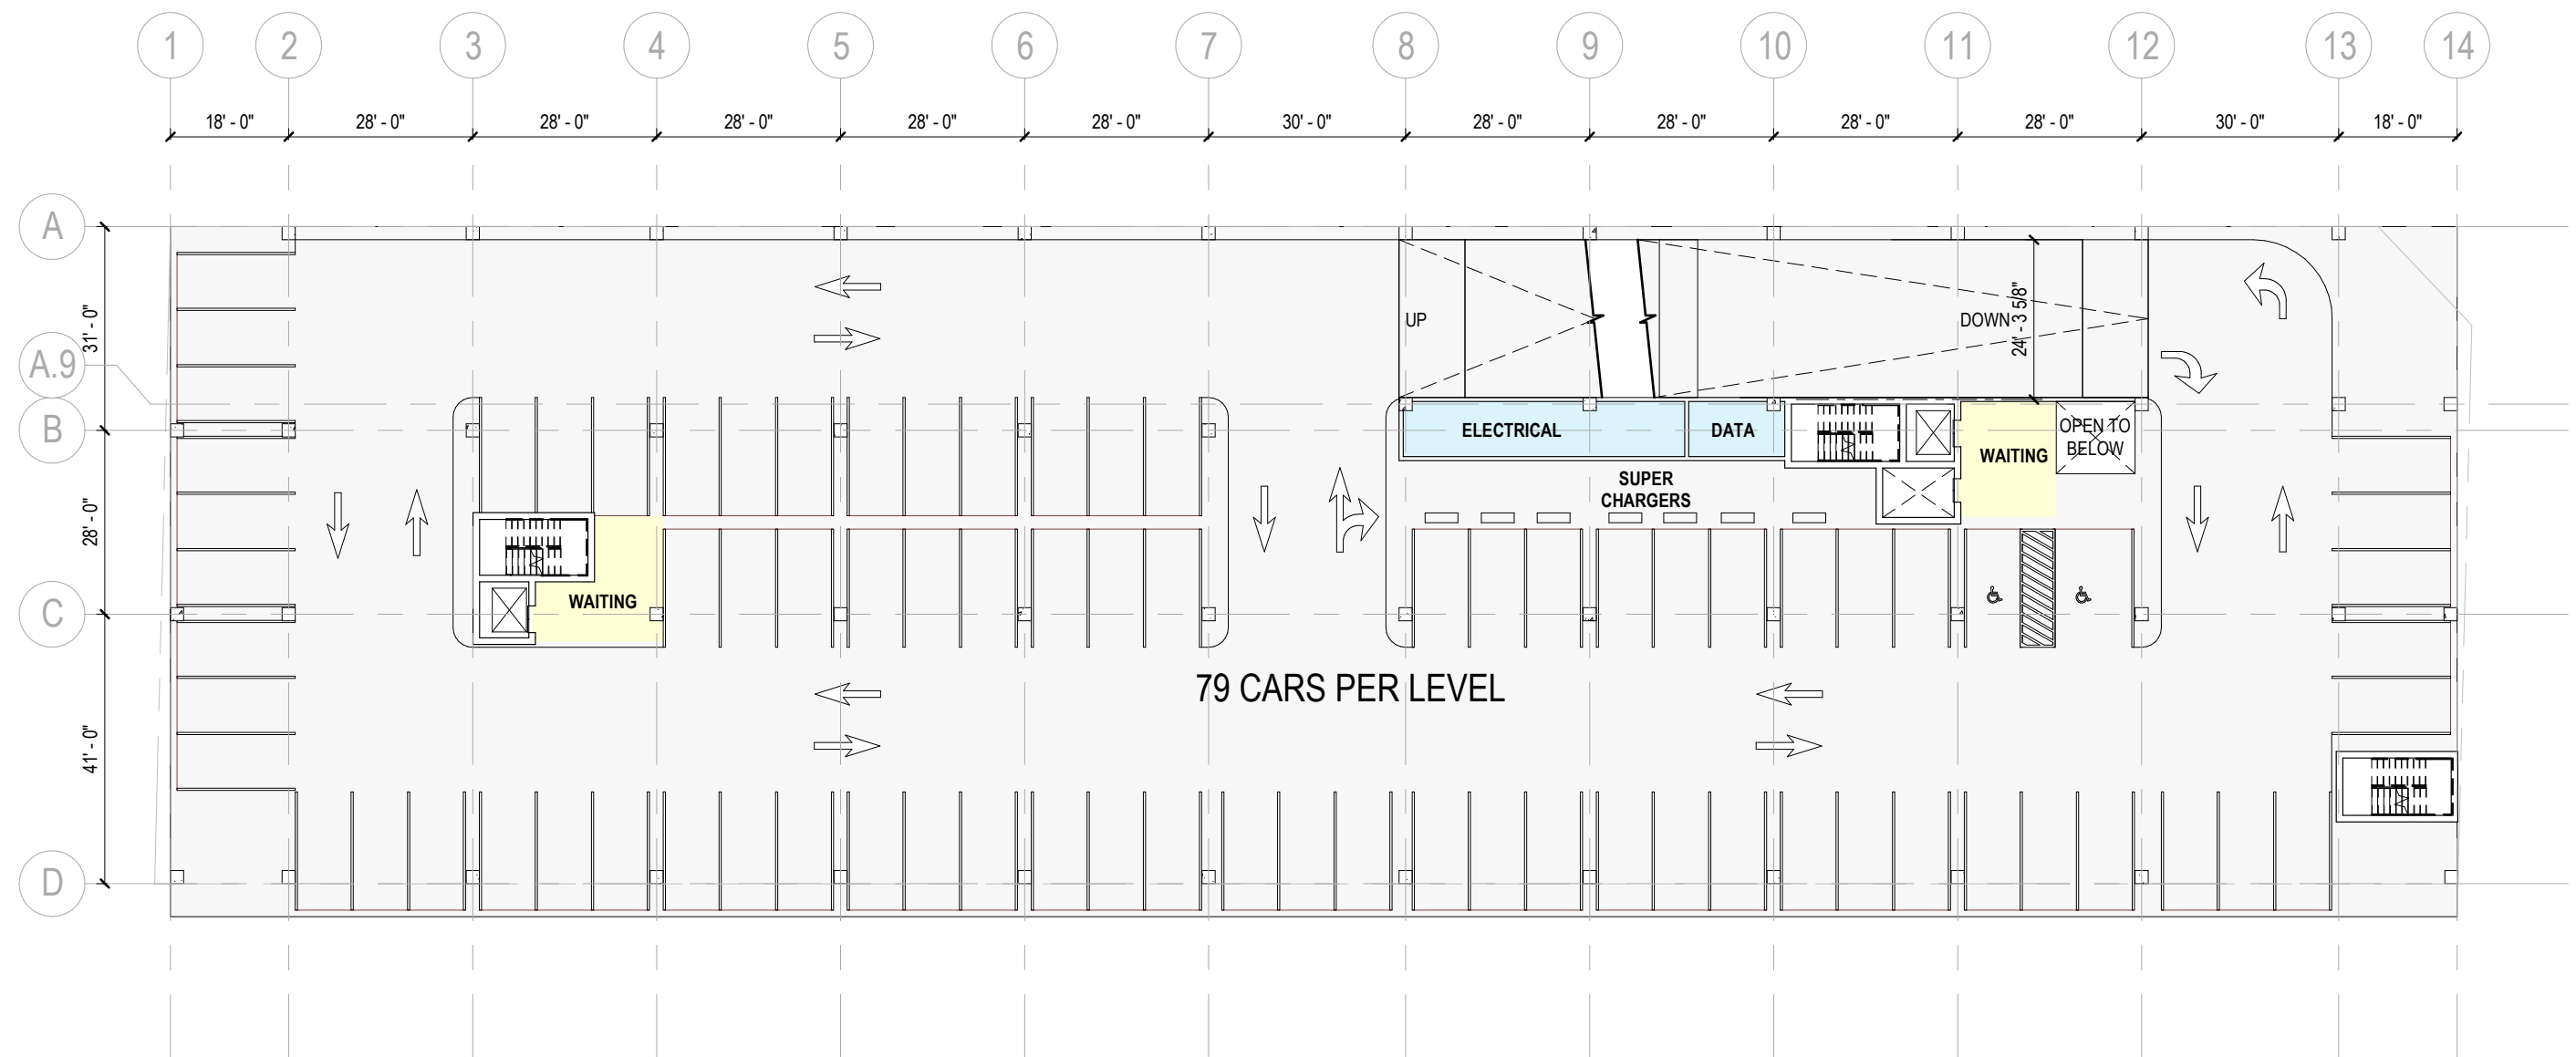 1 2 3 4 5 6 7 8 9 10 11 12 13 14
18' - 0" 28' - 0" 28' - 0" 28' - 0" 28' - 0" 28' - 0" 30' - 0" 28' - 0" 28' - 0" 28' - 0" 28' - 0" 30' - 0" 18' - 0"
A
31' - 0"
A.9
B
28' - 0"
C
41' - 0"
D
UP
DOWN
24' - 3 5/8"
ELECTRICAL
DATA
WAITING
OPEN TO
BELOW
SUPER
CHARGERS
WAITING
79 CARS PER LEVEL